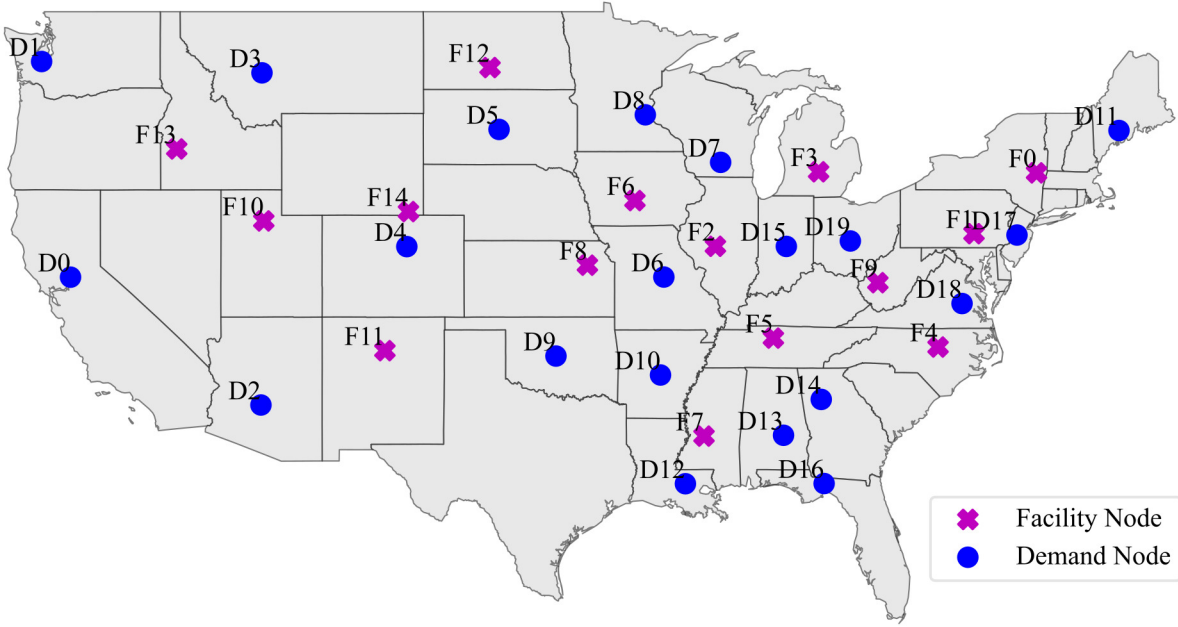 D1
D3
F12
D8
D5
D11
F13
D7
F3
F0
F6
F10
F14
D4
F2
D15
D19
F1
D17
D0
F8
D6
F9
D18
F11
D9
F5
F4
D10
D2
D14
F7
D13
D12
D16
Facility Node
Demand Node